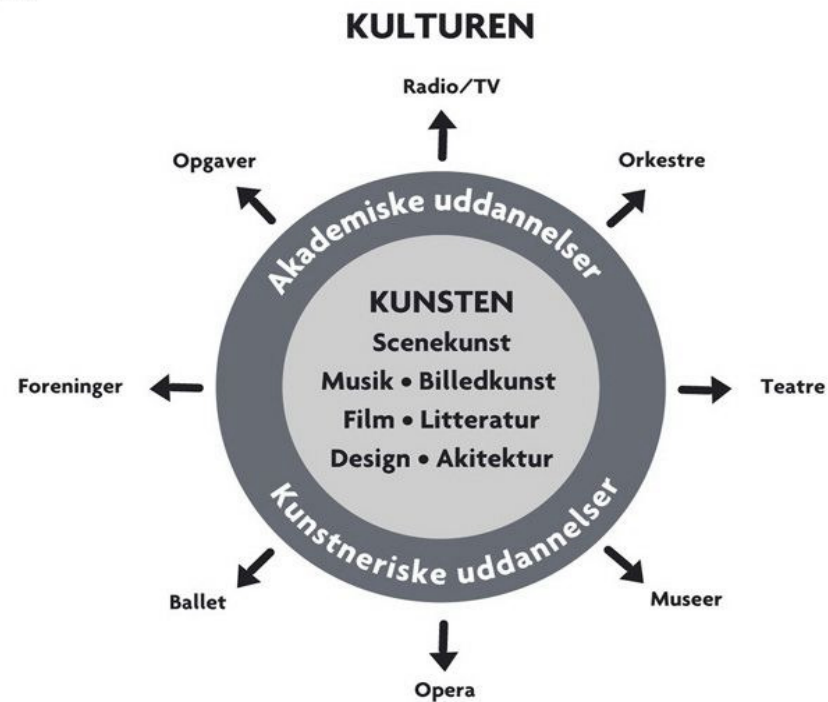 KULTUREN
Radio/TV
Opgaver
Orkestre
Akademiske uddannelser
KUNSTEN
Scenekunst
Musik • Billedkunst
Film • Litteratur
Design • Akitektur
Foreninger
Teatre
Kunstneriske uddannelser
Ballet
Museer
Opera